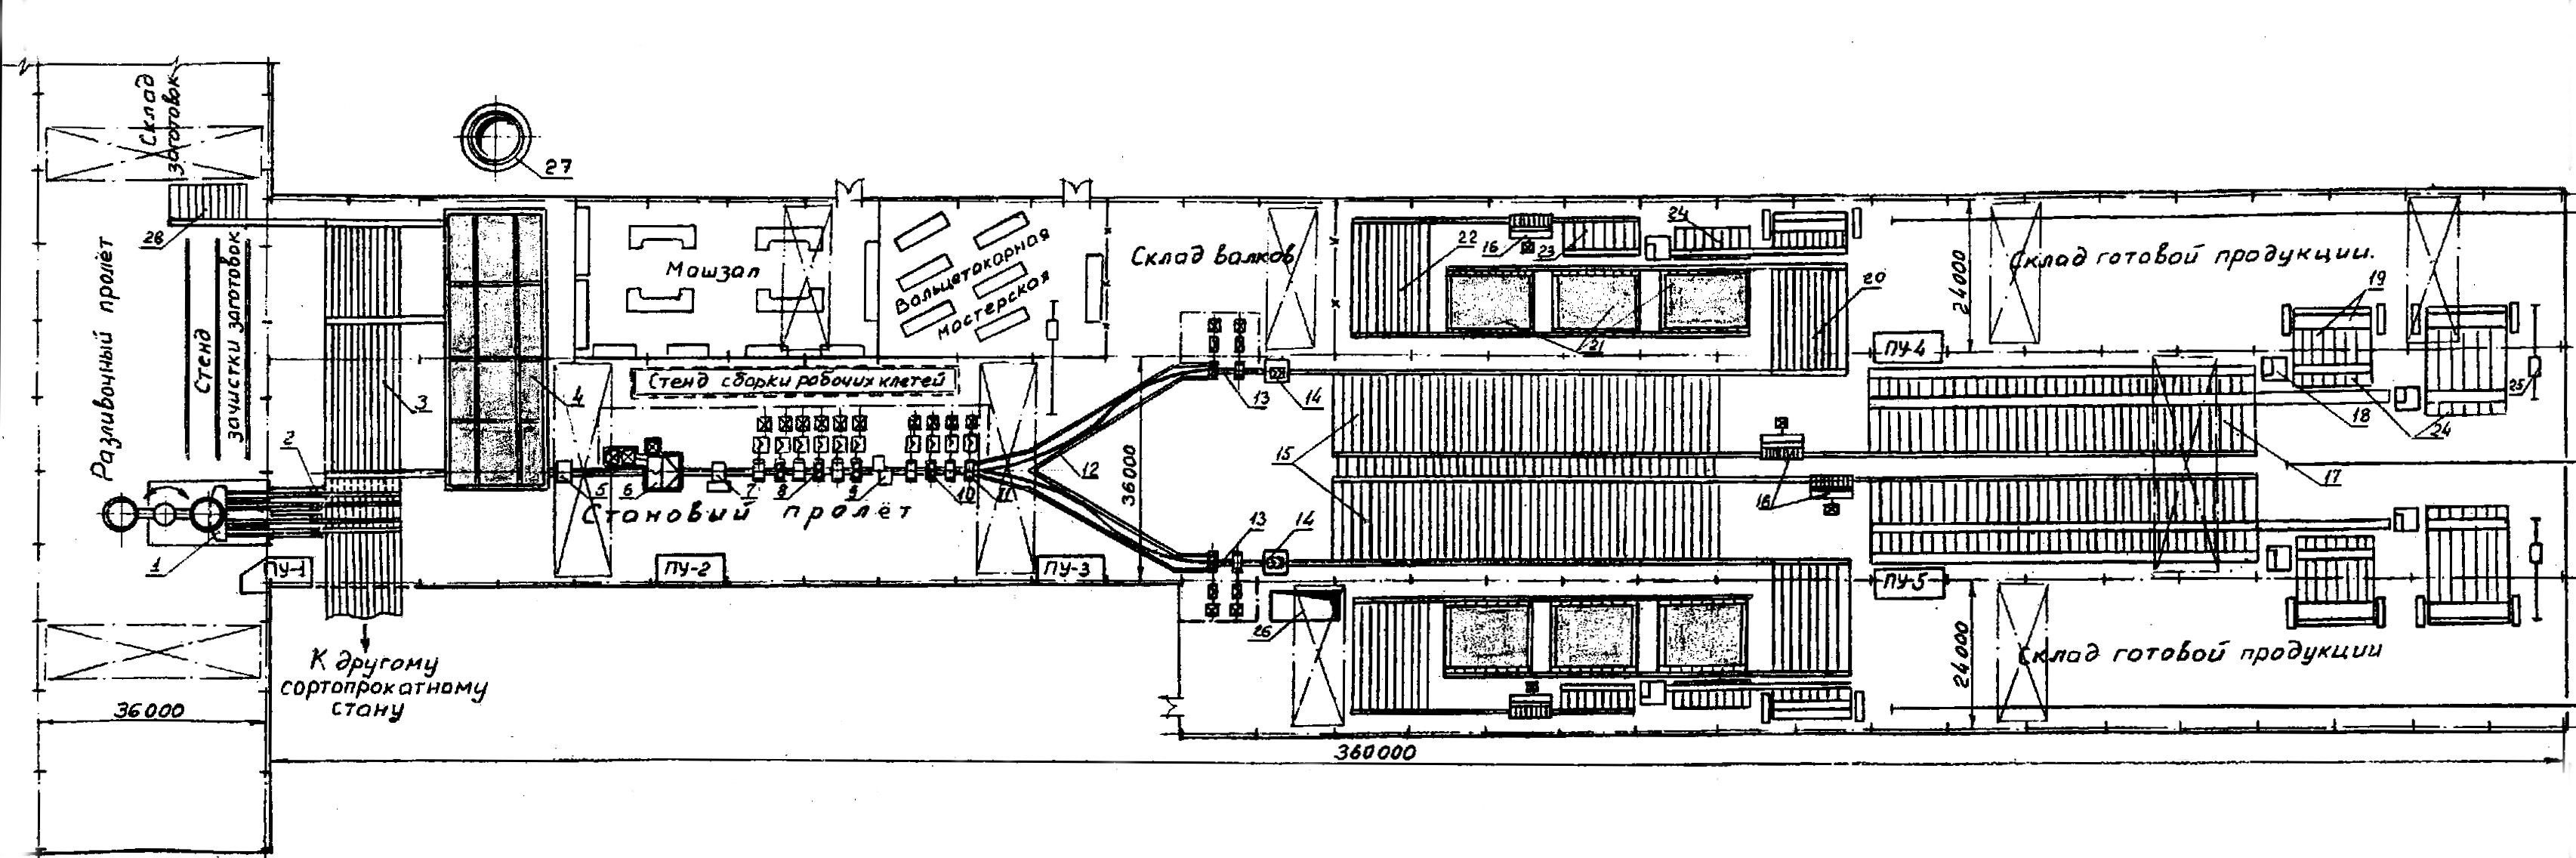 Склад
заготовок
27
28
Разливочный пролёт
Стенд
зачистки заготовок
Машзал
Вальцетокарная
мастерская
Склад валков
22
16
23
24
24000
Склад готовой продукции.
19
20
21
ПУ-4
Стенд сборки рабочих клетей
3
4
13
14
18
24
25
2
12
36000
15
5
6
7
8
9
10
11
16
17
Становый пролёт
1
ПУ-1
ПУ-2
ПУ-3
13
14
ПУ-5
26
24000
Склад готовой продукции
К другому
сортопрокатному
стану
36000
360000